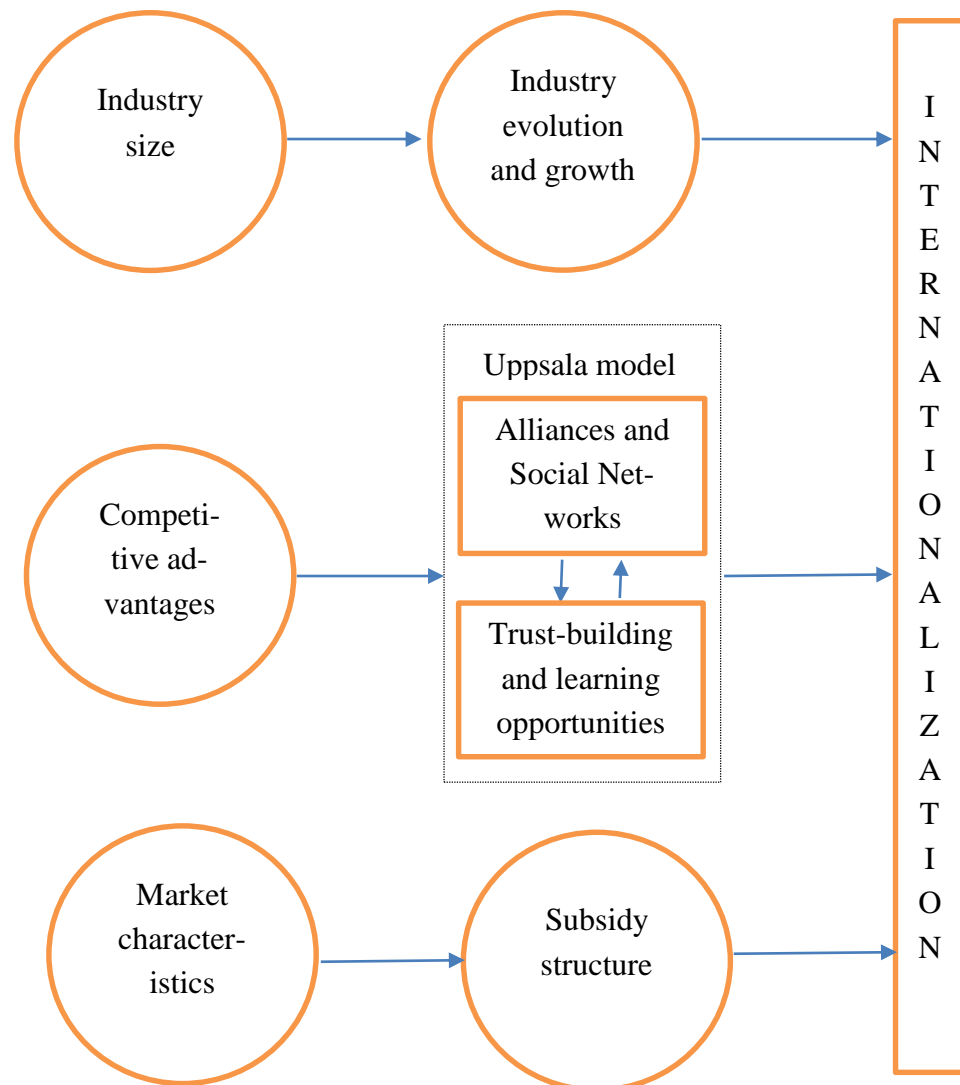 Industry
size
Industry
evolution
and growth
Uppsala model
Alliances and
Social Net-
works
Competi-
tive ad-
vantages
Trust-building
and learning
opportunities
Market
character-
istics
Subsidy
structure
I
N
T
E
R
N
A
T
I
O
N
A
L
I
Z
A
T
I
O
N